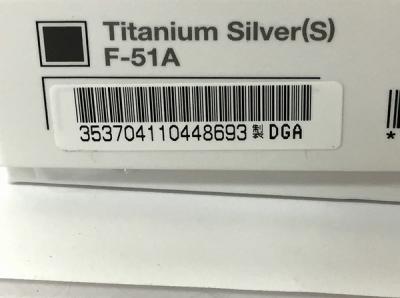 Titanium Silver(S)
F-51A
353704110448693 製 DGA
*